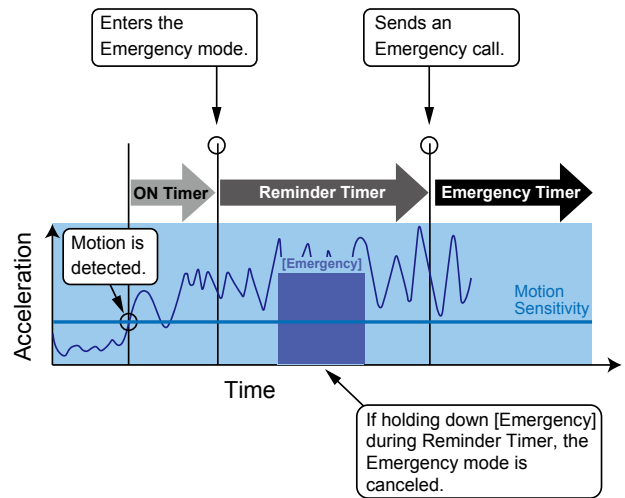 Enters the
Emergency mode.
Sends an
Emergency call.
ON Timer
Reminder Timer
Emergency Timer
Motion is
detected.
[Emergency]
Motion
Sensitivity
Acceleration
Time
If holding down [Emergency]
during Reminder Timer, the
Emergency mode is
canceled.